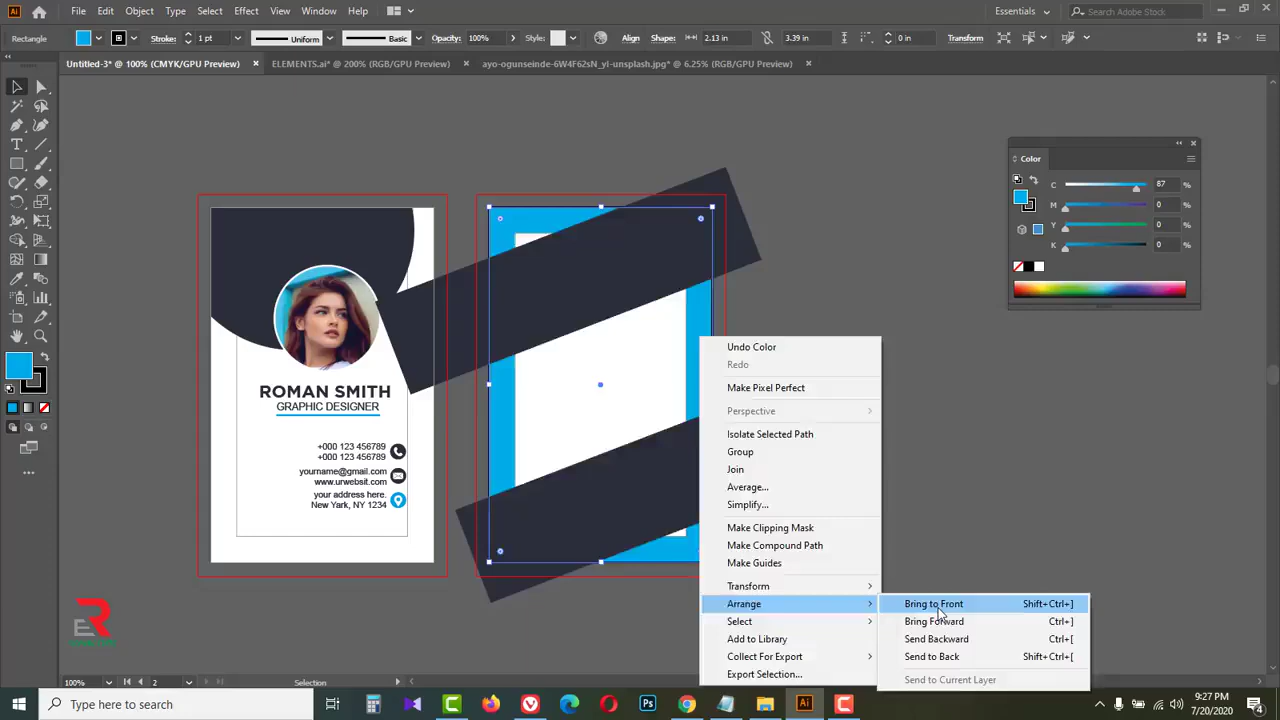 Ai File Edit Object Type Select Effect View Window Help Essentials Search Adobe Stock
Rectangle Stroke: 1 pt Uniform Basic Opacity: 100% Style: Align Shape: 2.13 in 3.39 in 0 in Transform
Untitled-3* @ 100% (CMYK/GPU Preview) ELEMENTS.ai* @ 200% (RGB/GPU Preview) ayo-ogunseinde-6W4F62sN_yI-unsplash.jpg* @ 6.25% (RGB/GPU Preview)
Color
C 87 %
M 0 %
Y 0 %
K 0 %
ROMAN SMITH
GRAPHIC DESIGNER
+000 123 456789
+000 123 456789
yourname@gmail.com
www.urwebsit.com
your address here.
New Yark, NY 1234
Undo Color
Redo
Make Pixel Perfect
Perspective
Isolate Selected Path
Group
Join
Average...
Simplify...
Make Clipping Mask
Make Compound Path
Make Guides
Transform
Arrange
Select
Add to Library
Collect For Export
Export Selection...
Bring to Front Shift+Ctrl+]
Bring Forward Ctrl+]
Send Backward Ctrl+[
Send to Back Shift+Ctrl+[
Send to Current Layer
ER
100% 2 Selection
Type here to search
Ps Ai
9:27 PM
7/20/2020
4